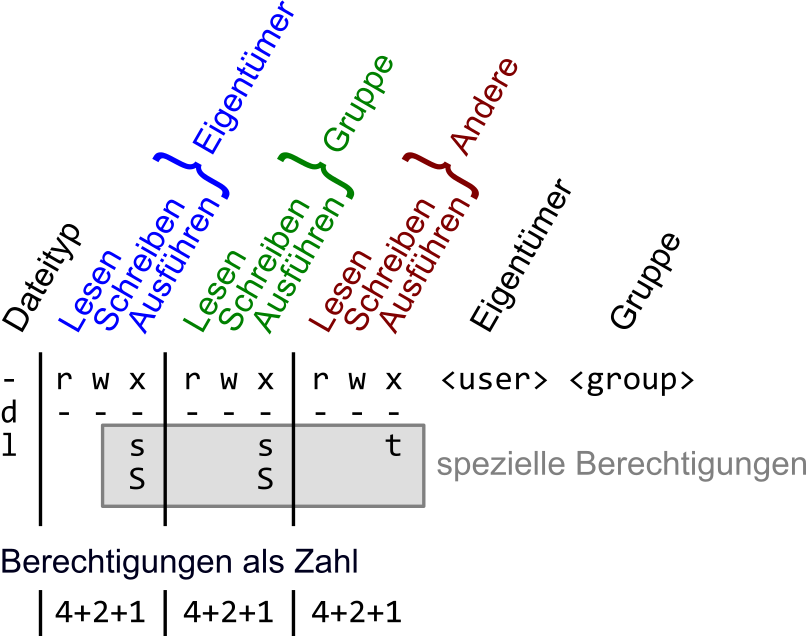 Eigentümer
Gruppe
Andere
Dateityp
Lesen
Schreiben
Ausführen
Lesen
Schreiben
Ausführen
Lesen
Schreiben
Ausführen
Eigentümer
Gruppe
- r w x r w x r w x <user> <group>
d - - - - - - - - -
l s s t
S S
spezielle Berechtigungen
Berechtigungen als Zahl
4+2+1 4+2+1 4+2+1